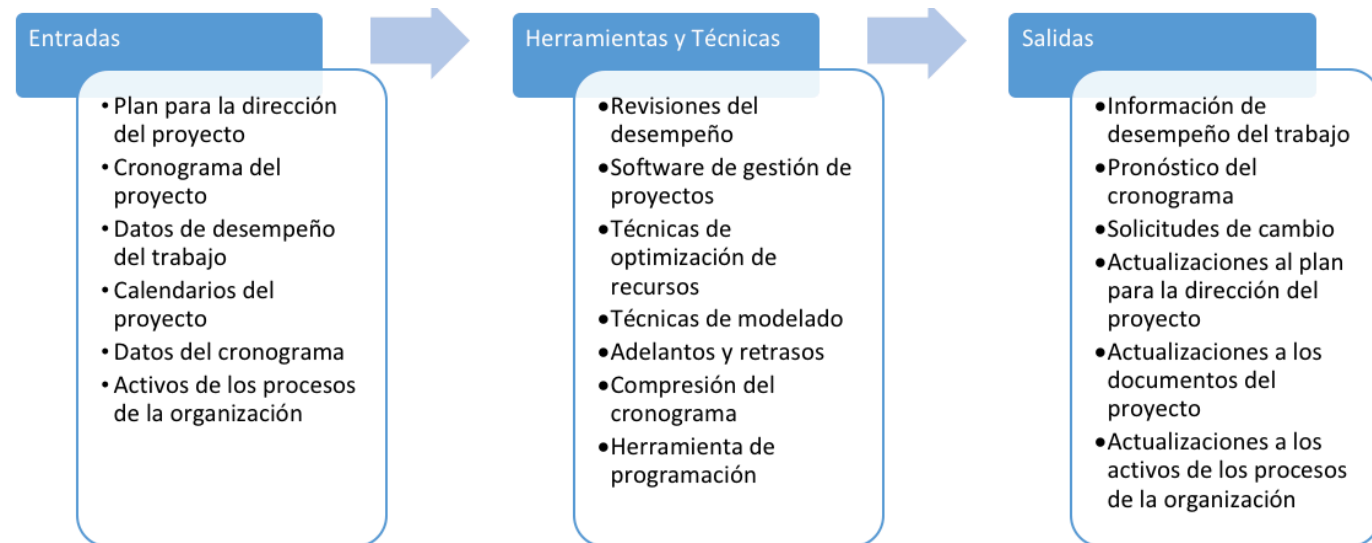 Entradas
• Plan para la dirección
del proyecto
• Cronograma del
proyecto
• Datos de desempeño
del trabajo
• Calendarios del
proyecto
• Datos del cronograma
• Activos de los procesos
de la organización
Herramientas y Técnicas
•Revisiones del
desempeño
•Software de gestión de
proyectos
•Técnicas de
optimización de
recursos
•Técnicas de modelado
•Adelantos y retrasos
•Compresión del
cronograma
•Herramienta de
programación
Salidas
•Información de
desempeño del trabajo
•Pronóstico del
cronograma
•Solicitudes de cambio
•Actualizaciones al plan
para la dirección del
proyecto
•Actualizaciones a los
documentos del
proyecto
•Actualizaciones a los
activos de los procesos
de la organización